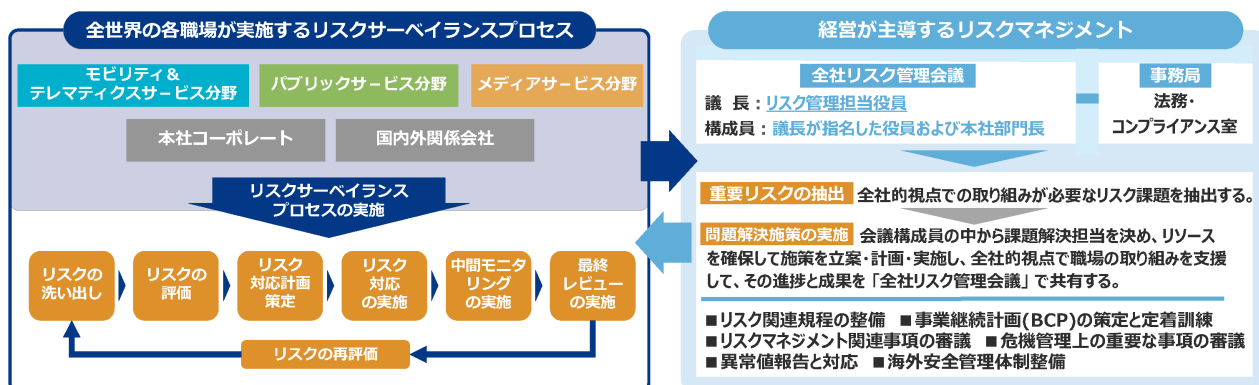 全世界の各職場が実施するリスクサーベイランスプロセス
モビリティ＆
テレマティクスサービス分野
パブリックサービス分野
メディアサービス分野
本社コーポレート
国内外関係会社
リスクサーベイランス
プロセスの実施
リスクの
洗い出し
リスクの
評価
リスク
対応計画
策定
リスク
対応
の実施
中間モニタ
リングの
の実施
最終
レビュー
の実施
リスクの再評価
経営が主導するリスクマネジメント
全社リスク管理会議
議 長：リスク管理担当役員
構成員：議長が指名した役員および本社部門長
事務局
法務・
コンプライアンス室
重要リスクの抽出 全社的視点での取り組みが必要なリスク課題を抽出する。
問題解決施策の実施 会議構成員の中から課題解決担当を決め、リソース
を確保して施策を立案・計画・実施し、全社的視点で職場の取り組みを支援
して、その進捗と成果を「全社リスク管理会議」で共有する。
■リスク関連規程の整備 ■事業継続計画(BCP)の策定と定着訓練
■リスクマネジメント関連事項の審議 ■危機管理上の重要な事項の審議
■異常値報告と対応 ■海外安全管理体制整備